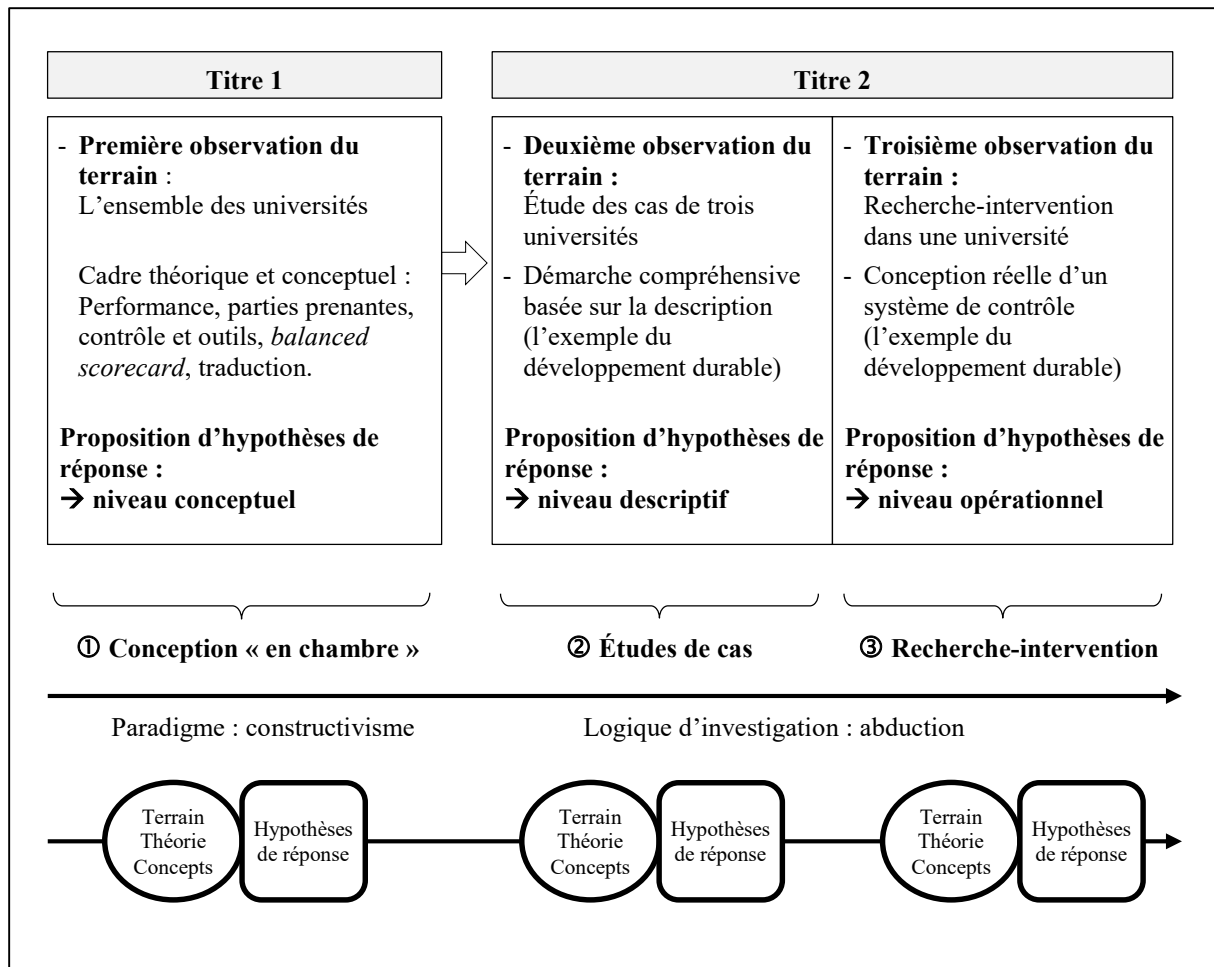 Titre 1
Titre 2
- Première observation du
terrain :
L’ensemble des universités
Cadre théorique et conceptuel :
Performance, parties prenantes,
contrôle et outils, balanced
scorecard, traduction.
Proposition d’hypothèses de
réponse :
→ niveau conceptuel
- Deuxième observation du
terrain :
Étude des cas de trois
universités
- Démarche compréhensive
basée sur la description
(l’exemple du
développement durable)
Proposition d’hypothèses de
réponse :
→ niveau descriptif
- Troisième observation du
terrain :
Recherche-intervention
dans une université
- Conception réelle d’un
système de contrôle
(l’exemple du
développement durable)
Proposition d’hypothèses de
réponse :
→ niveau opérationnel
① Conception « en chambre »
② Études de cas
③ Recherche-intervention
Paradigme : constructivisme
Logique d’investigation : abduction
Terrain
Théorie
Concepts
Hypothèses
de réponse
Terrain
Théorie
Concepts
Hypothèses
de réponse
Terrain
Théorie
Concepts
Hypothèses
de réponse